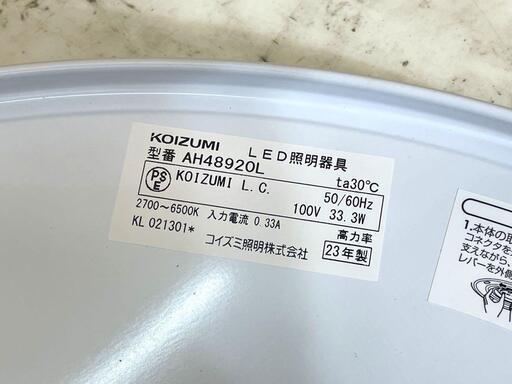 KOIZUMI LED照明器具
型番 AH48920L ta30℃
PS E KOIZUMI L.C. 50/60Hz
100V 33.3W
2700～6500K 入力電流 0.33A
KL 021301* 高力率
コイズミ照明株式会社 23年製
1.本体の取
コネクタを
支えながら、
レバーを外側